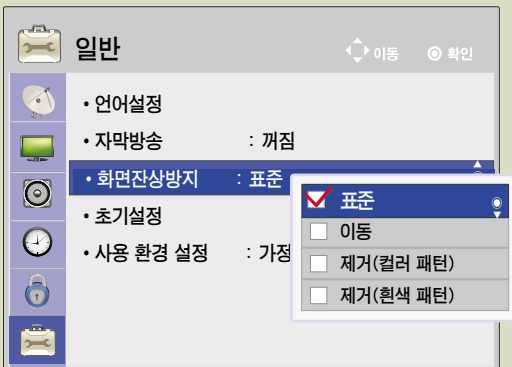 일반
이동 확인
• 언어설정
• 자막방송 : 꺼짐
• 화면잔상방지 : 표준
• 초기설정
• 사용 환경 설정 : 가정
표준
이동
제거(컬러 패턴)
제거(흰색 패턴)